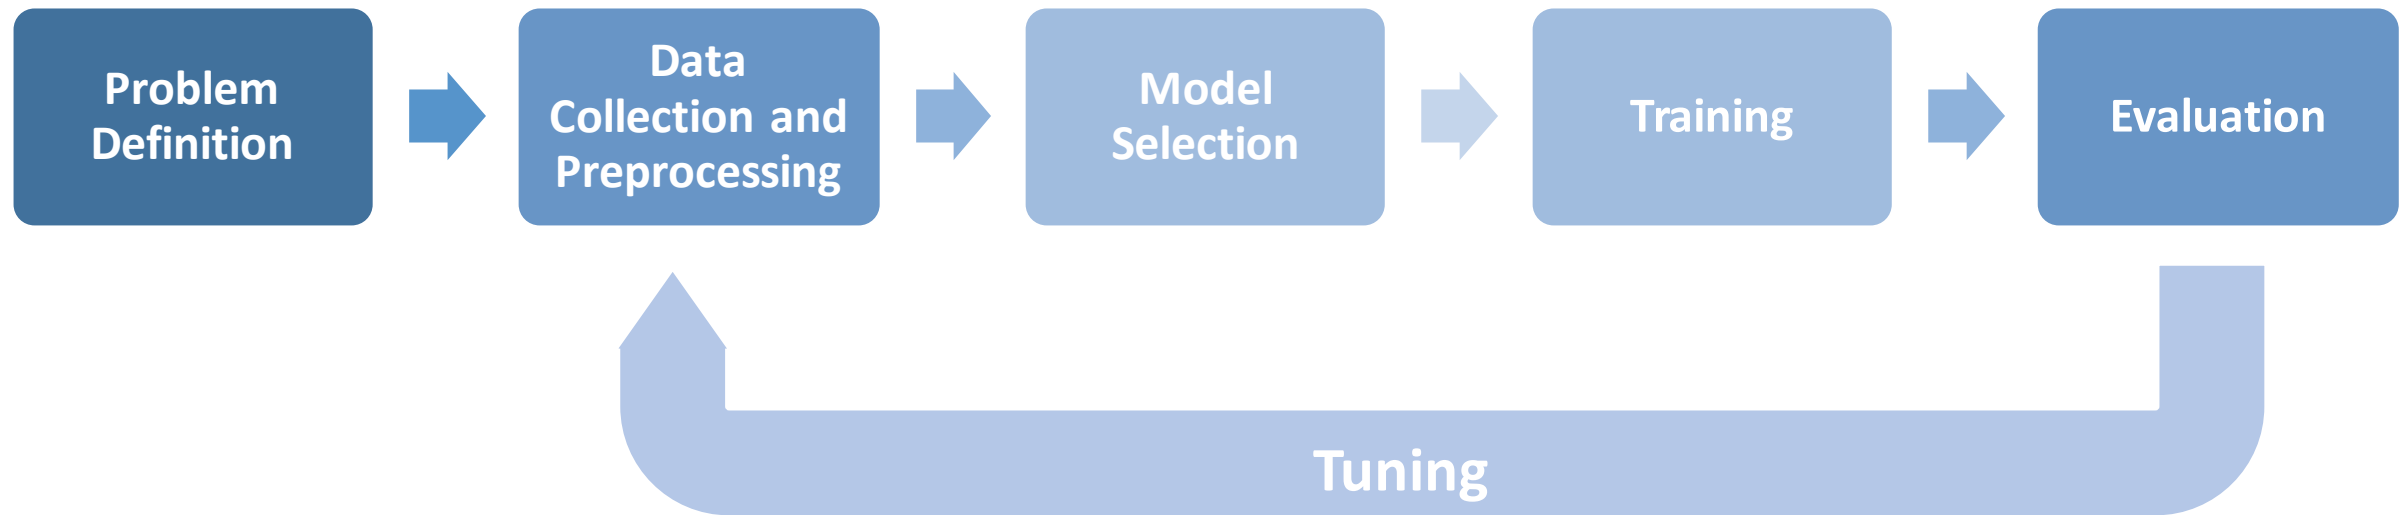 Problem
Definition
Data
Collection and
Preprocessing
Model
Selection
Training
Evaluation
Tuning